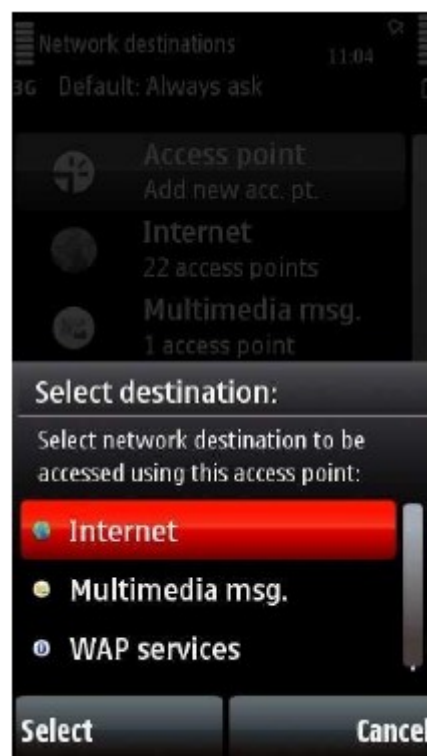 Network destinations
11:04
3G Default: Always ask
Access point
Add new acc. pt.
Internet
22 access points
Multimedia msg.
1 access point
Select destination:
Select network destination to be
accessed using this access point:
Internet
Multimedia msg.
WAP services
Select
Cancel